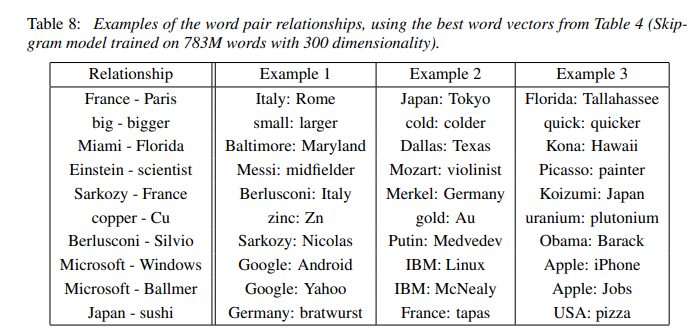 Table 8: Examples of the word pair relationships, using the best word vectors from Table 4 (Skip-
gram model trained on 783M words with 300 dimensionality).
Relationship Example 1 Example 2 Example 3
France - Paris Italy: Rome Japan: Tokyo Florida: Tallahassee
big - bigger small: larger cold: colder quick: quicker
Miami - Florida Baltimore: Maryland Dallas: Texas Kona: Hawaii
Einstein - scientist Messi: midfielder Mozart: violinist Picasso: painter
Sarkozy - France Berlusconi: Italy Merkel: Germany Koizumi: Japan
copper - Cu zinc: Zn gold: Au uranium: plutonium
Berlusconi - Silvio Sarkozy: Nicolas Putin: Medvedev Obama: Barack
Microsoft - Windows Google: Android IBM: Linux Apple: iPhone
Microsoft - Ballmer Google: Yahoo IBM: McNealy Apple: Jobs
Japan - sushi Germany: bratwurst France: tapas USA: pizza